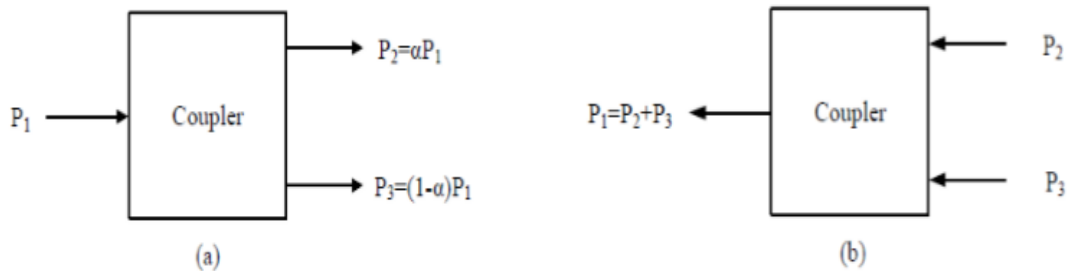 P₁
Coupler
P₂=αP₁
P₃=(1-α)P₁
(a)
P₁=P₂+P₃
Coupler
P₂
P₃
(b)